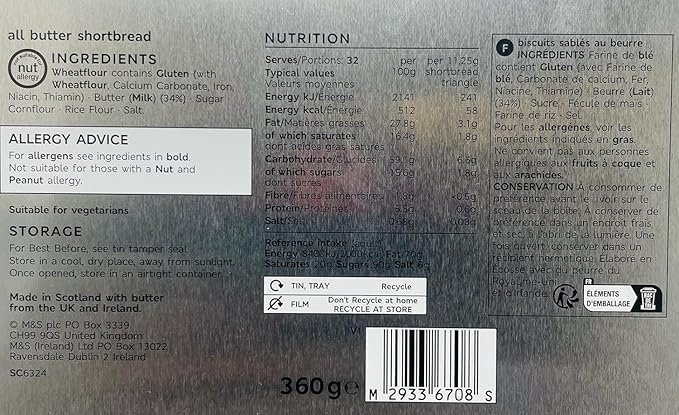 all butter shortbread
not suitable for
nut
allergy
INGREDIENTS
Wheatflour contains Gluten (with
Wheatflour, Calcium Carbonate, Iron,
Niacin, Thiamin) · Butter (Milk) (34%) · Sugar
Cornflour · Rice Flour · Salt.
ALLERGY ADVICE
For allergens see ingredients in bold.
Not suitable for those with a Nut and
Peanut allergy.
Suitable for vegetarians
STORAGE
For Best Before, see tin tamper seal.
Store in a cool, dry place, away from sunlight.
Once opened, store in an airtight container.
Made in Scotland with butter
from the UK and Ireland.
© M&S plc PO Box 3339
CH99 9QS United Kingdom
M&S (Ireland) Ltd PO Box 13022
Ravensdale Dublin 2 Ireland
SC6324
NUTRITION
Serves/Portions: 32 per per 11.25g
Typical values 100g shortbread
Valeurs moyennes triangle
Energy kJ/Énergie 2141 241
Energy kcal/Énergie 512 58
Fat/Matières grasses 27.8g 3.1g
of which saturates 16.4g 1.8g
dont acides gras saturés
Carbohydrate/Glucides 59.1g 6.6g
of which sugars 15.6g 1.8g
dont sucres
Fibre/Fibres alimentaires 1.6g <0.5g
Protein/Protéines 5.5g 0.6g
Salt/Sel 0.68g
Reference intake
Energy 8400kJ/2000kcal Fat 70g
Saturates 20g Sugars 90g Salt 6g
TIN, TRAY Recycle
FILM Don't Recycle at home
RECYCLE AT STORE
V1
360g e
M 2933 6708 S
F biscuits sablés au beurre
INGRÉDIENTS Farine de blé
contient Gluten (avec Farine de
blé, Carbonate de calcium, Fer,
Niacine, Thiamine) · Beurre (Lait)
(34%) · Sucre · Fécule de maïs ·
Farine de riz · Sel.
Pour les allergènes, voir les
ingrédients indiqués en gras.
Ne convient pas aux personnes
allergiques aux fruits à coque et
aux arachides.
CONSERVATION À consommer de
préférence avant le : voir sur le
sceau de la boîte. À conserver de
préférence dans un endroit frais
et sec, à l'abri de la lumière. Une
fois ouvert conserver dans un
récipient hermétique. Élaboré en
Écosse avec du beurre du
Royaume-uni
et d'Irlande.
FR
ÉLÉMENTS
D'EMBALLAGE